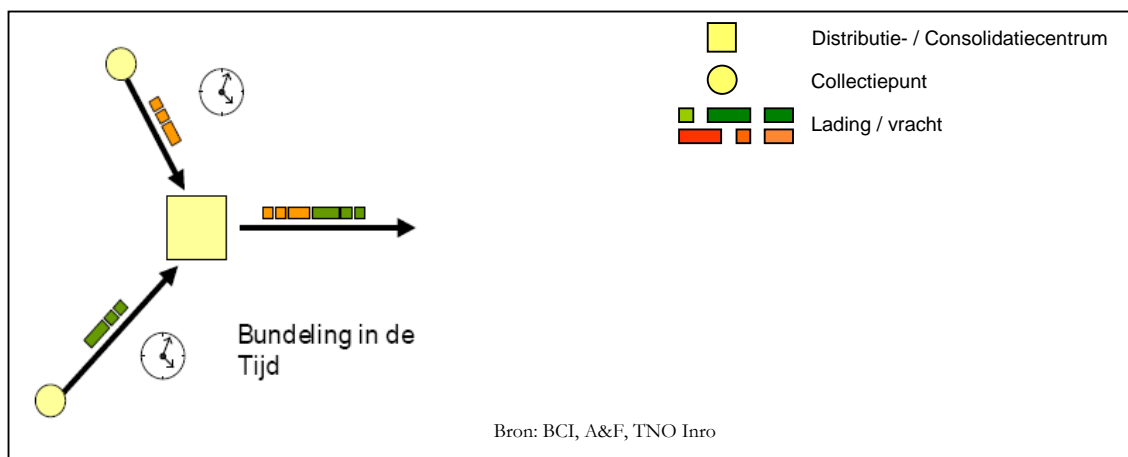 Distributie- / Consolidatiecentrum
Collectiepunt
Lading / vracht
Bundeling in de
Tijd
Bron: BCI, A&F, TNO Inro